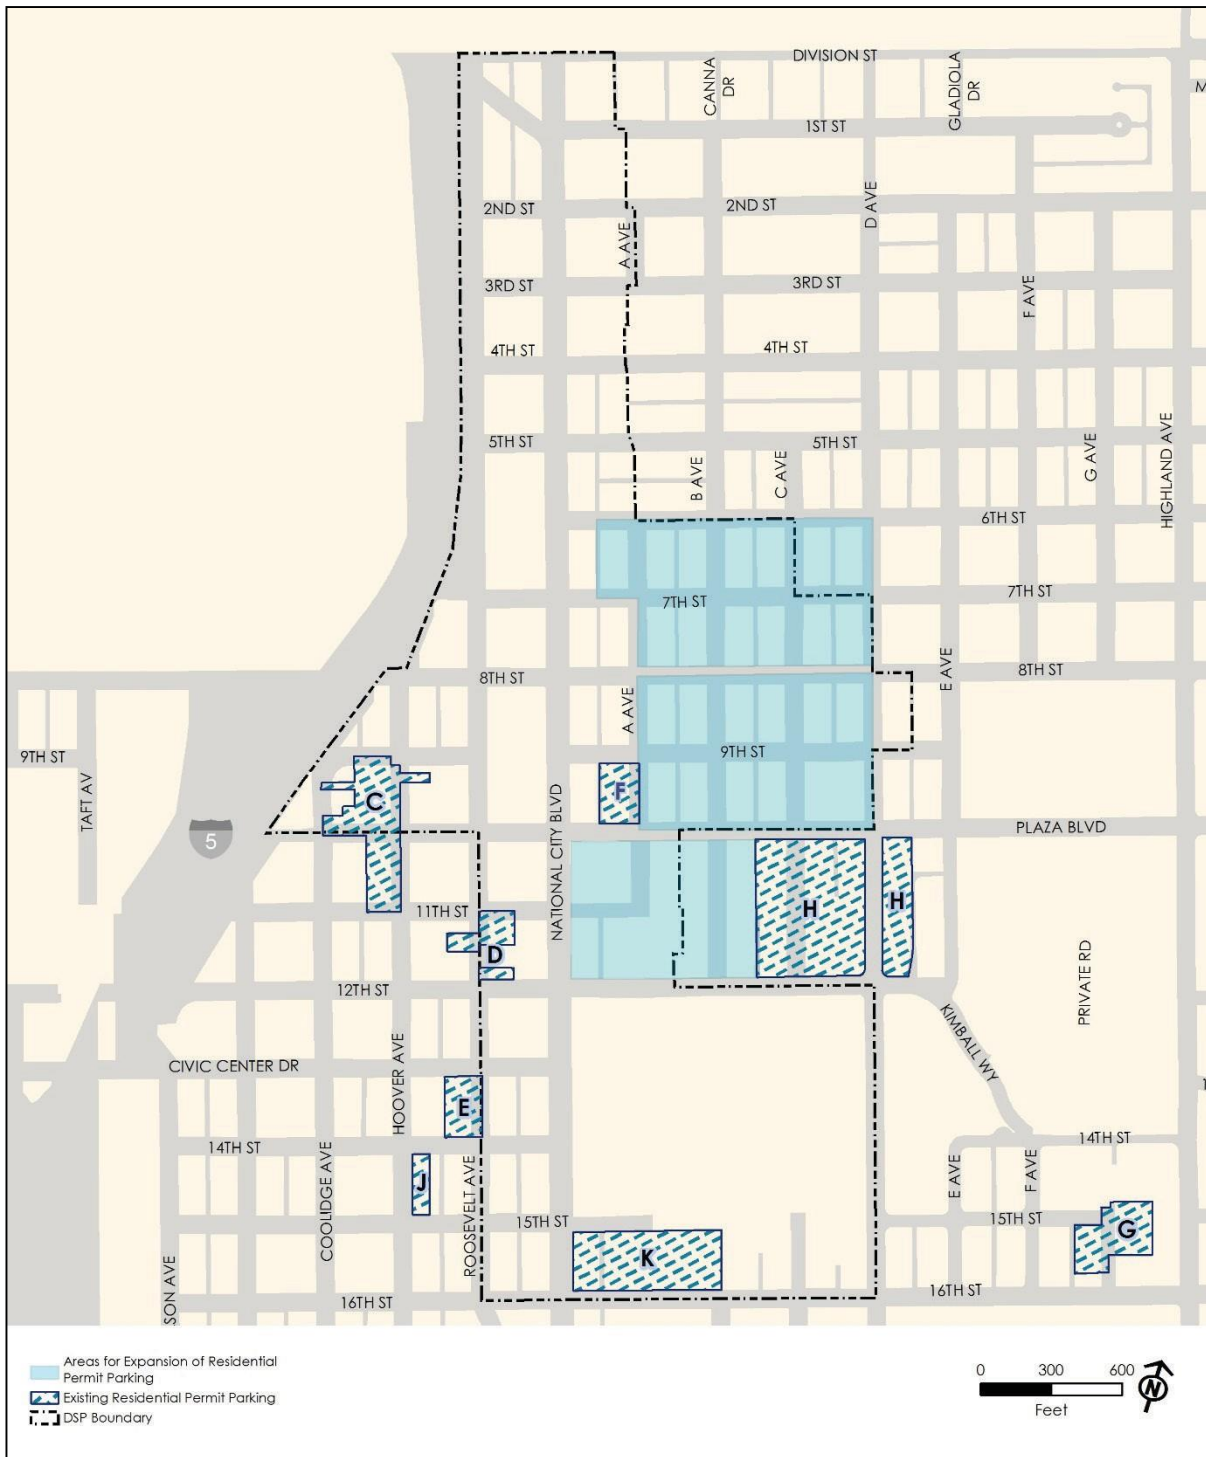 DIVISION ST
CANNA
DR
GLADIOLA
DR
M
1ST ST
2ND ST
2ND ST
D AVE
A AVE
3RD ST
3RD ST
F AVE
4TH ST
4TH ST
5TH ST
5TH ST
B AVE
C AVE
G AVE
HIGHLAND AVE
6TH ST
7TH ST
7TH ST
8TH ST
8TH ST
E AVE
A AVE
9TH ST
9TH ST
TAFT AV
C
F
NATIONAL CITY BLVD
PLAZA BLVD
5
11TH ST
H
H
D
12TH ST
PRIVATE RD
KIMBALL WY
CIVIC CENTER DR
HOOVER AVE
E
14TH ST
14TH ST
COOLIDGE AVE
J
ROOSEVELT AVE
E AVE
F AVE
15TH ST
15TH ST
G
K
SON AVE
16TH ST
16TH ST
Areas for Expansion of Residential
Permit Parking
Existing Residential Permit Parking
DSP Boundary
0 300 600
Feet
N